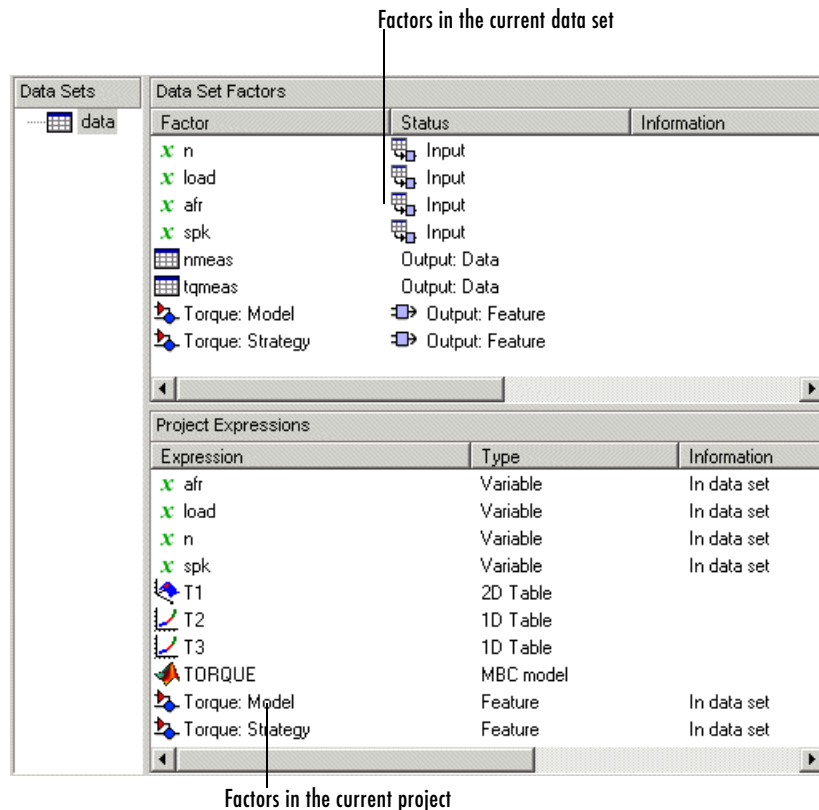 Factors in the current data set
Data Sets
data
Data Set Factors
Factor Status Information
x n Input
x load Input
x afr Input
x spk Input
nmeas Output: Data
tqmeas Output: Data
Torque: Model Output: Feature
Torque: Strategy Output: Feature
Project Expressions
Expression Type Information
x afr Variable In data set
x load Variable In data set
x n Variable In data set
x spk Variable In data set
T1 2D Table
T2 1D Table
T3 1D Table
TORQUE MBC model
Torque: Model Feature In data set
Torque: Strategy Feature In data set
Factors in the current project